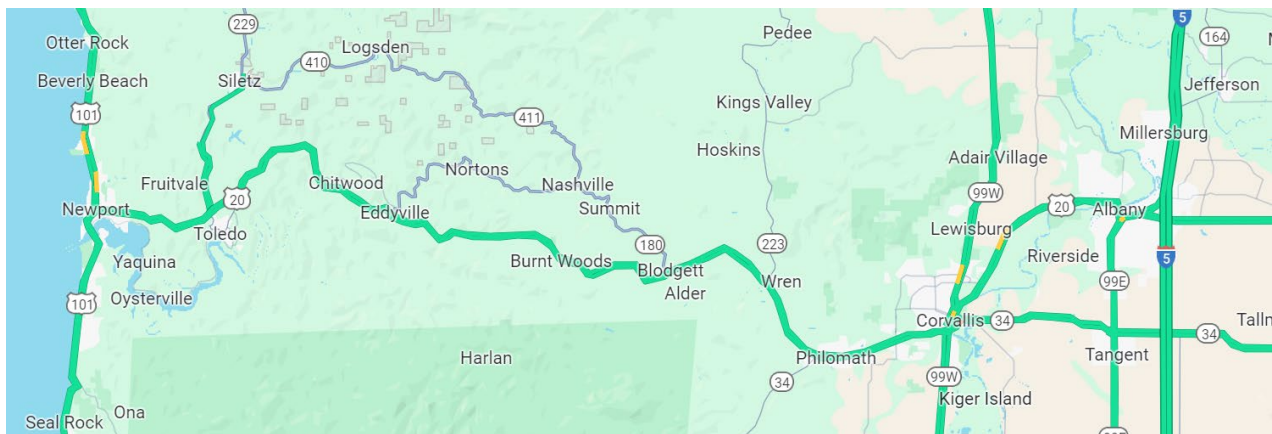 5
229
Pedee
164
Otter Rock
Logsden
410
Beverly Beach
Siletz
Jefferson
Kings Valley
101
411
Millersburg
Hoskins
Adair Village
Nortons
Fruitvale
Chitwood
Nashville
99W
20
20
Newport
Eddyville
Summit
Albany
Toledo
Lewisburg
180
223
Riverside
Yaquina
Burnt Woods
5
Blodgett
Wren
99E
Oysterville
Alder
101
Corvallis
34
34
Philomath
Tangent
Harlan
99W
34
Kiger Island
Ona
Seal Rock